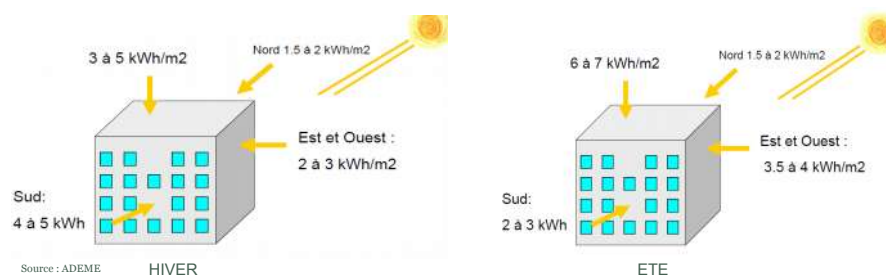 3 à 5 kWh/m2
Nord 1.5 à 2 kWh/m2
Est et Ouest :
2 à 3 kWh/m2
Sud:
4 à 5 kWh
Source : ADEME
HIVER
6 à 7 kWh/m2
Nord 1.5 à 2 kWh/m2
Est et Ouest :
3.5 à 4 kWh/m2
Sud:
2 à 3 kWh
ETE